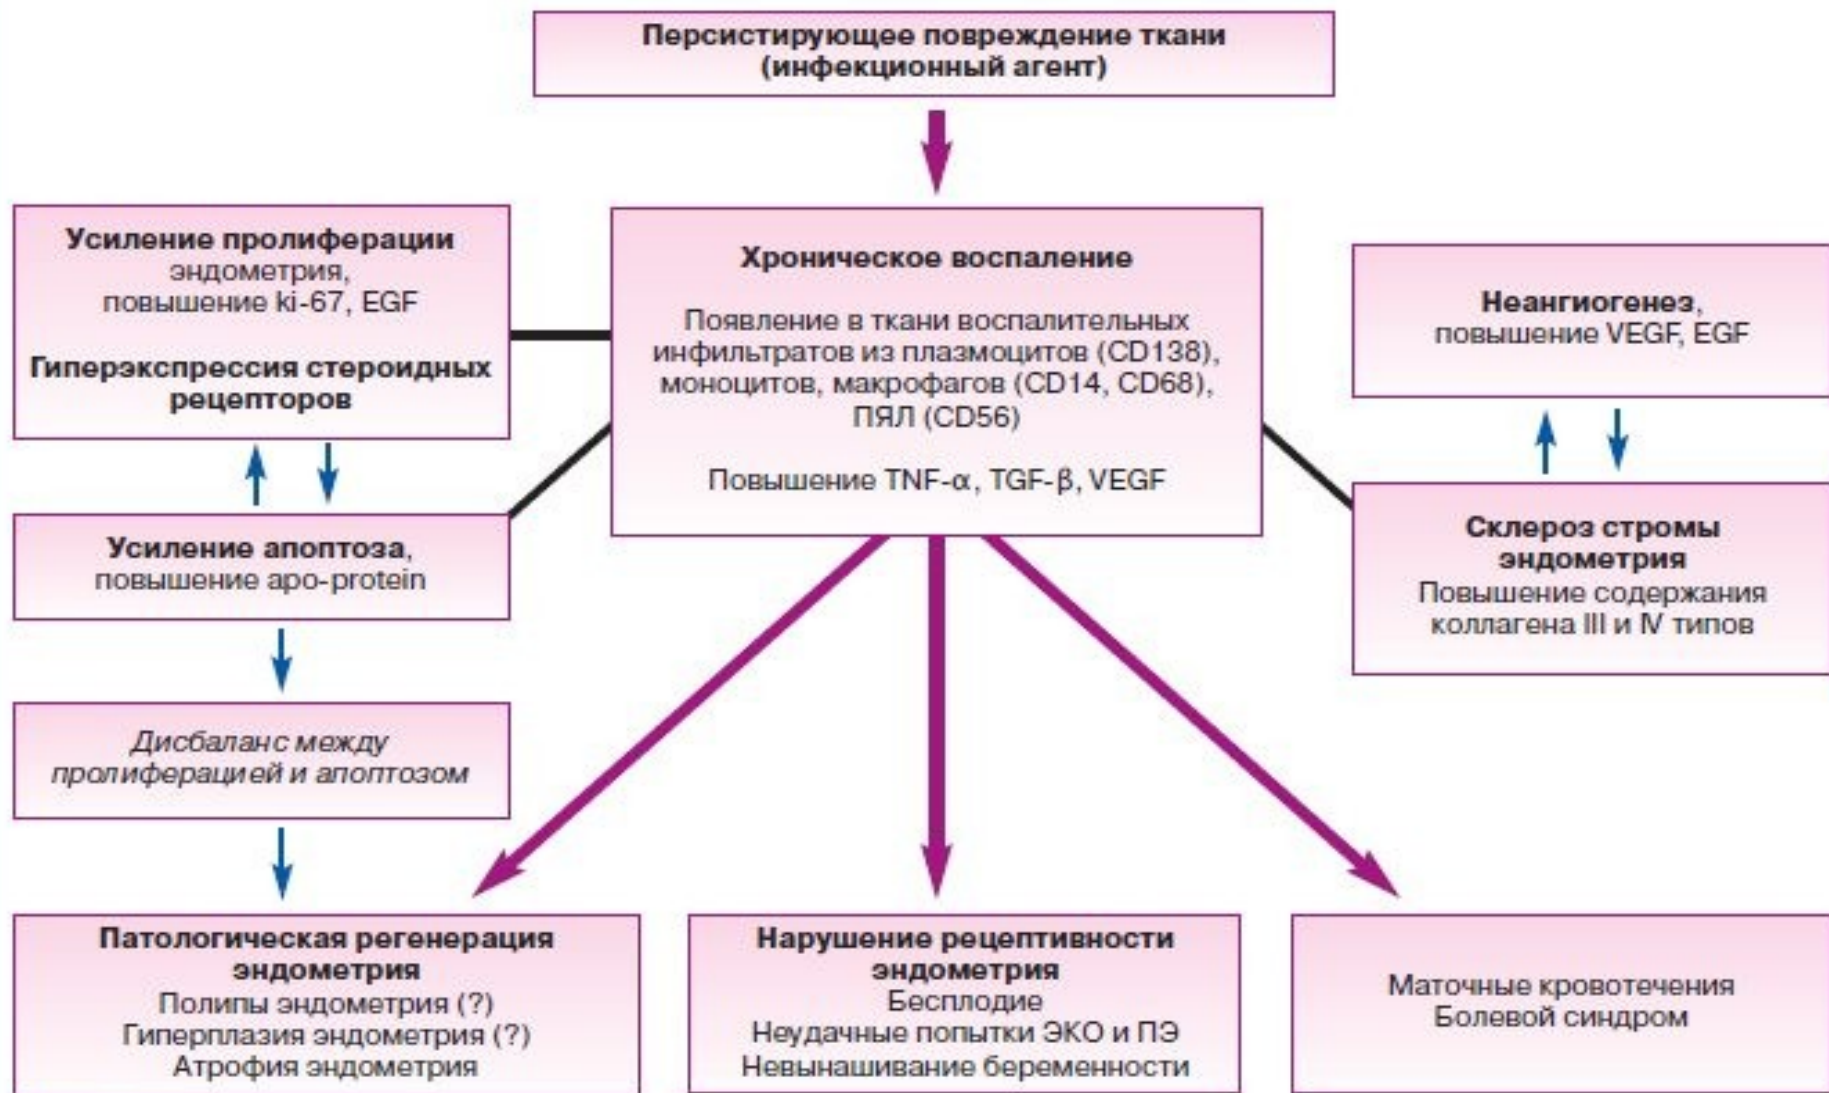 Персистирующее повреждение ткани
(инфекционный агент)
Усиление пролиферации
эндометрия,
повышение ki-67, EGF
Гиперэкспрессия стероидных
рецепторов
Хроническое воспаление
Появление в ткани воспалительных
инфильтратов из плазмоцитов (CD138),
моноцитов, макрофагов (CD14, CD68),
ПЯЛ (CD56)
Повышение TNF-α, TGF-β, VEGF
Неангиогенез,
повышение VEGF, EGF
Усиление апоптоза,
повышение apo-protein
Склероз стромы
эндометрия
Повышение содержания
коллагена III и IV типов
Дисбаланс между
пролиферацией и апоптозом
Патологическая регенерация
эндометрия
Полипы эндометрия (?)
Гиперплазия эндометрия (?)
Атрофия эндометрия
Нарушение рецептивности
эндометрия
Бесплодие
Неудачные попытки ЭКО и ПЭ
Невынашивание беременности
Маточные кровотечения
Болевой синдром